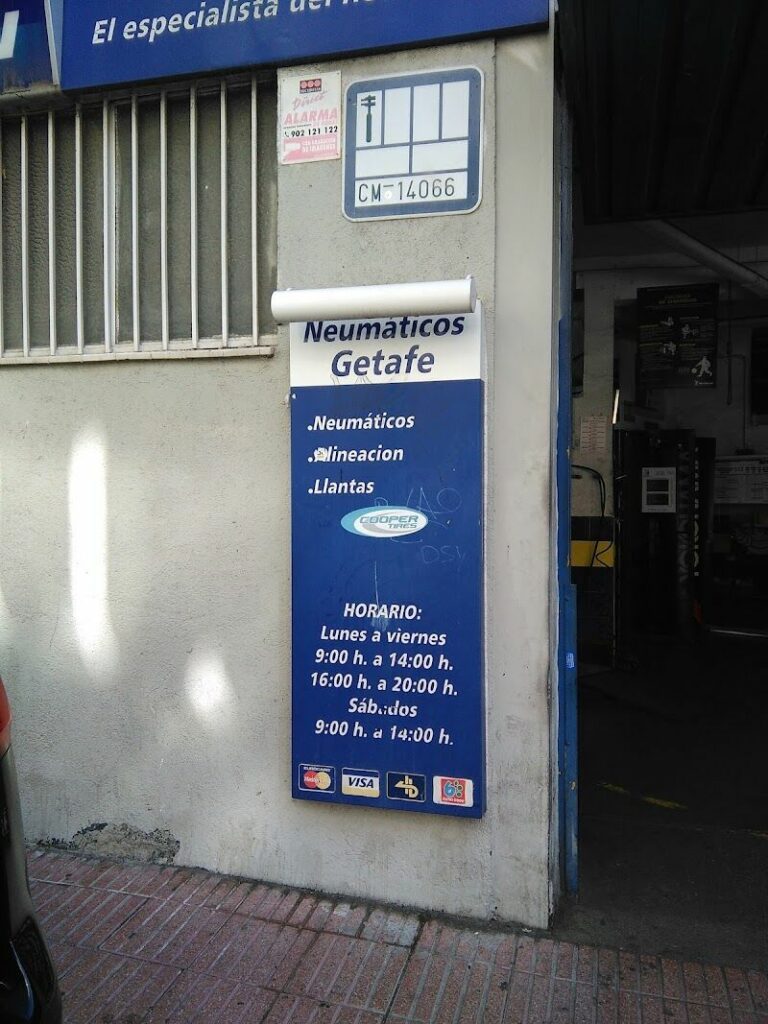 El especialista del
Direct
ALARMA
902 121 122
CM-14066
Neumáticos
Getafe
.Neumáticos
.Alineacion
.Llantas
COOPER
TIRES
HORARIO:
Lunes a viernes
9:00 h. a 14:00 h.
16:00 h. a 20:00 h.
Sábados
9:00 h. a 14:00 h.
VISA